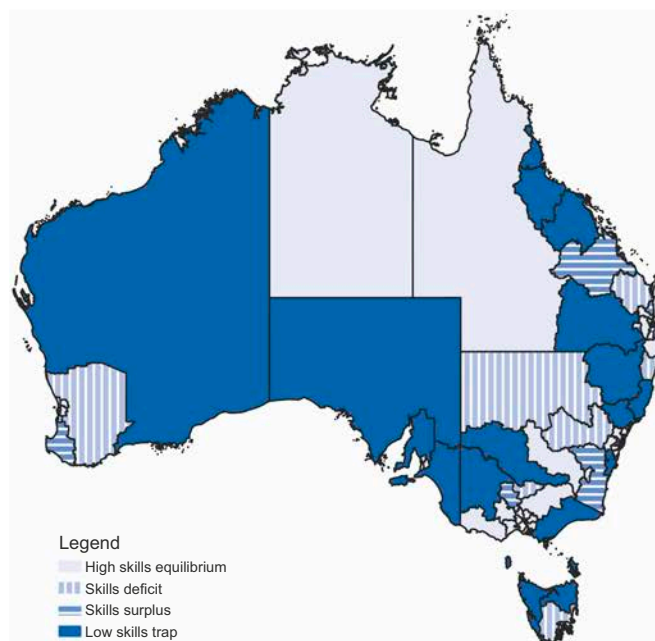 Legend
High skills equilibrium
Skills deficit
Skills surplus
Low skills trap